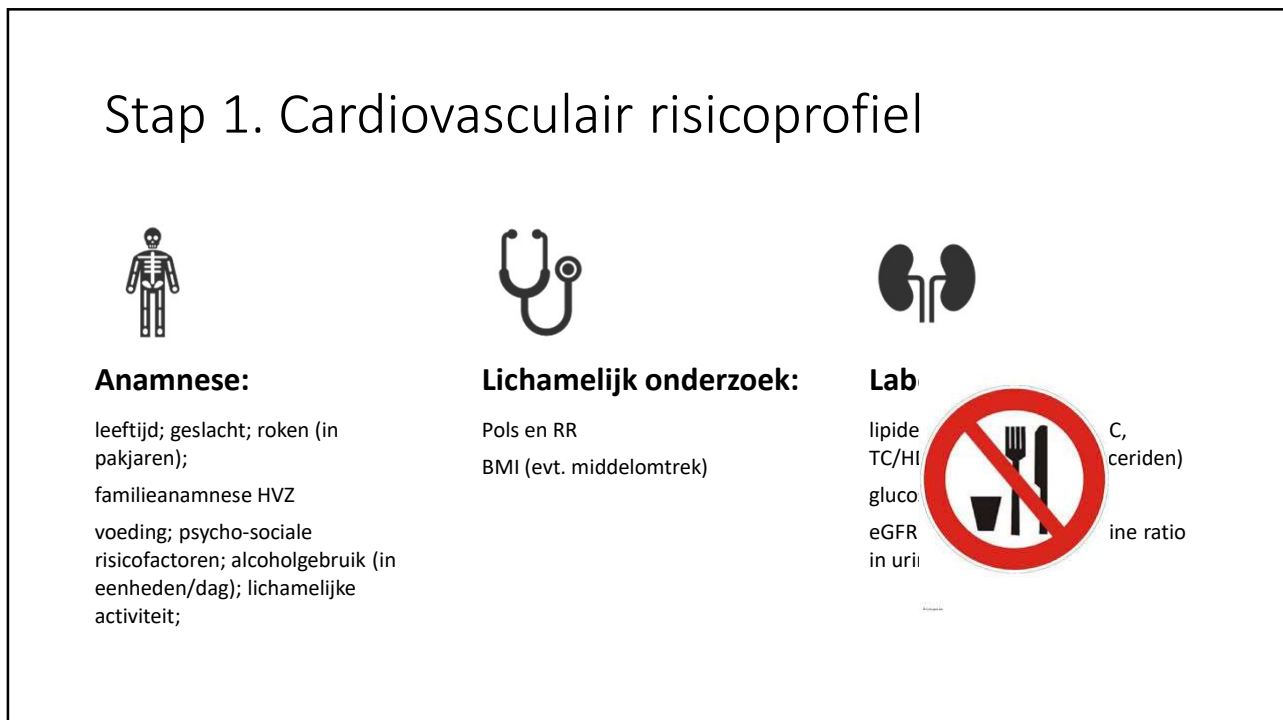 Stap 1. Cardiovasculair risicoprofiel
Anamnese:
leeftijd; geslacht; roken (in
pakjaren);
familieanamnese HVZ
voeding; psycho-sociale
risicofactoren; alcoholgebruik (in
eenheden/dag); lichamelijke
activiteit;
Lichamelijk onderzoek:
Pols en RR
BMI (evt. middelomtrek)
Lab
lipide C,
TC/HD ceriden)
gluco
eGFR ine ratio
in uri